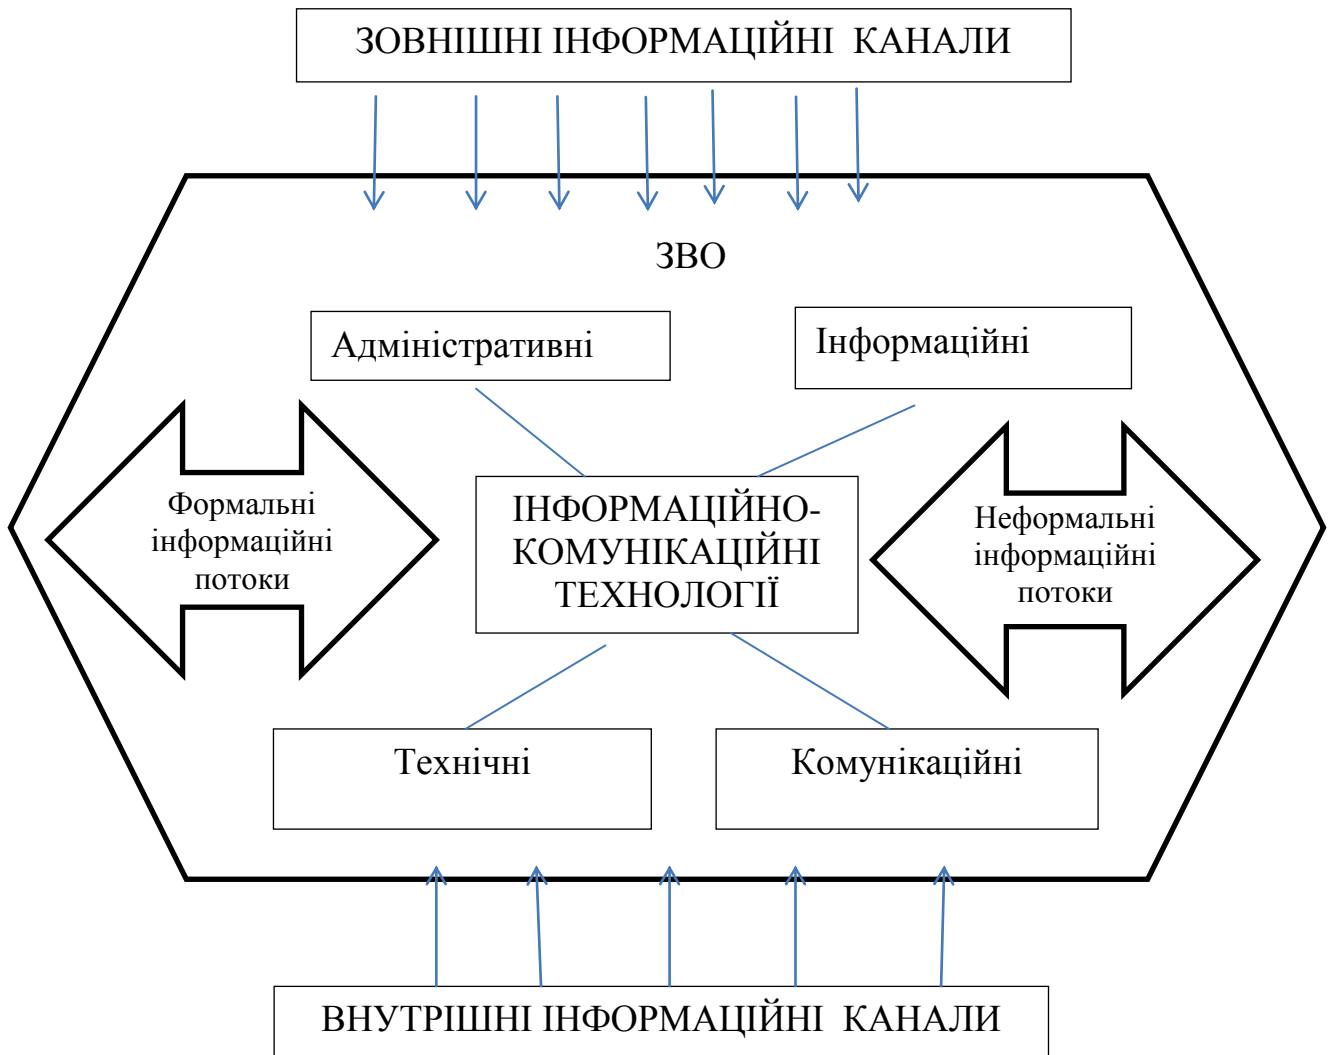 ЗОВНІШНІ ІНФОРМАЦІЙНІ КАНАЛИ
ЗВО
Адміністративні
Інформаційні
Формальні
інформаційні
потоки
ІНФОРМАЦІЙНО-
КОМУНІКАЦІЙНІ
ТЕХНОЛОГІЇ
Неформальні
інформаційні
потоки
Технічні
Комунікаційні
ВНУТРІШНІ ІНФОРМАЦІЙНІ КАНАЛИ